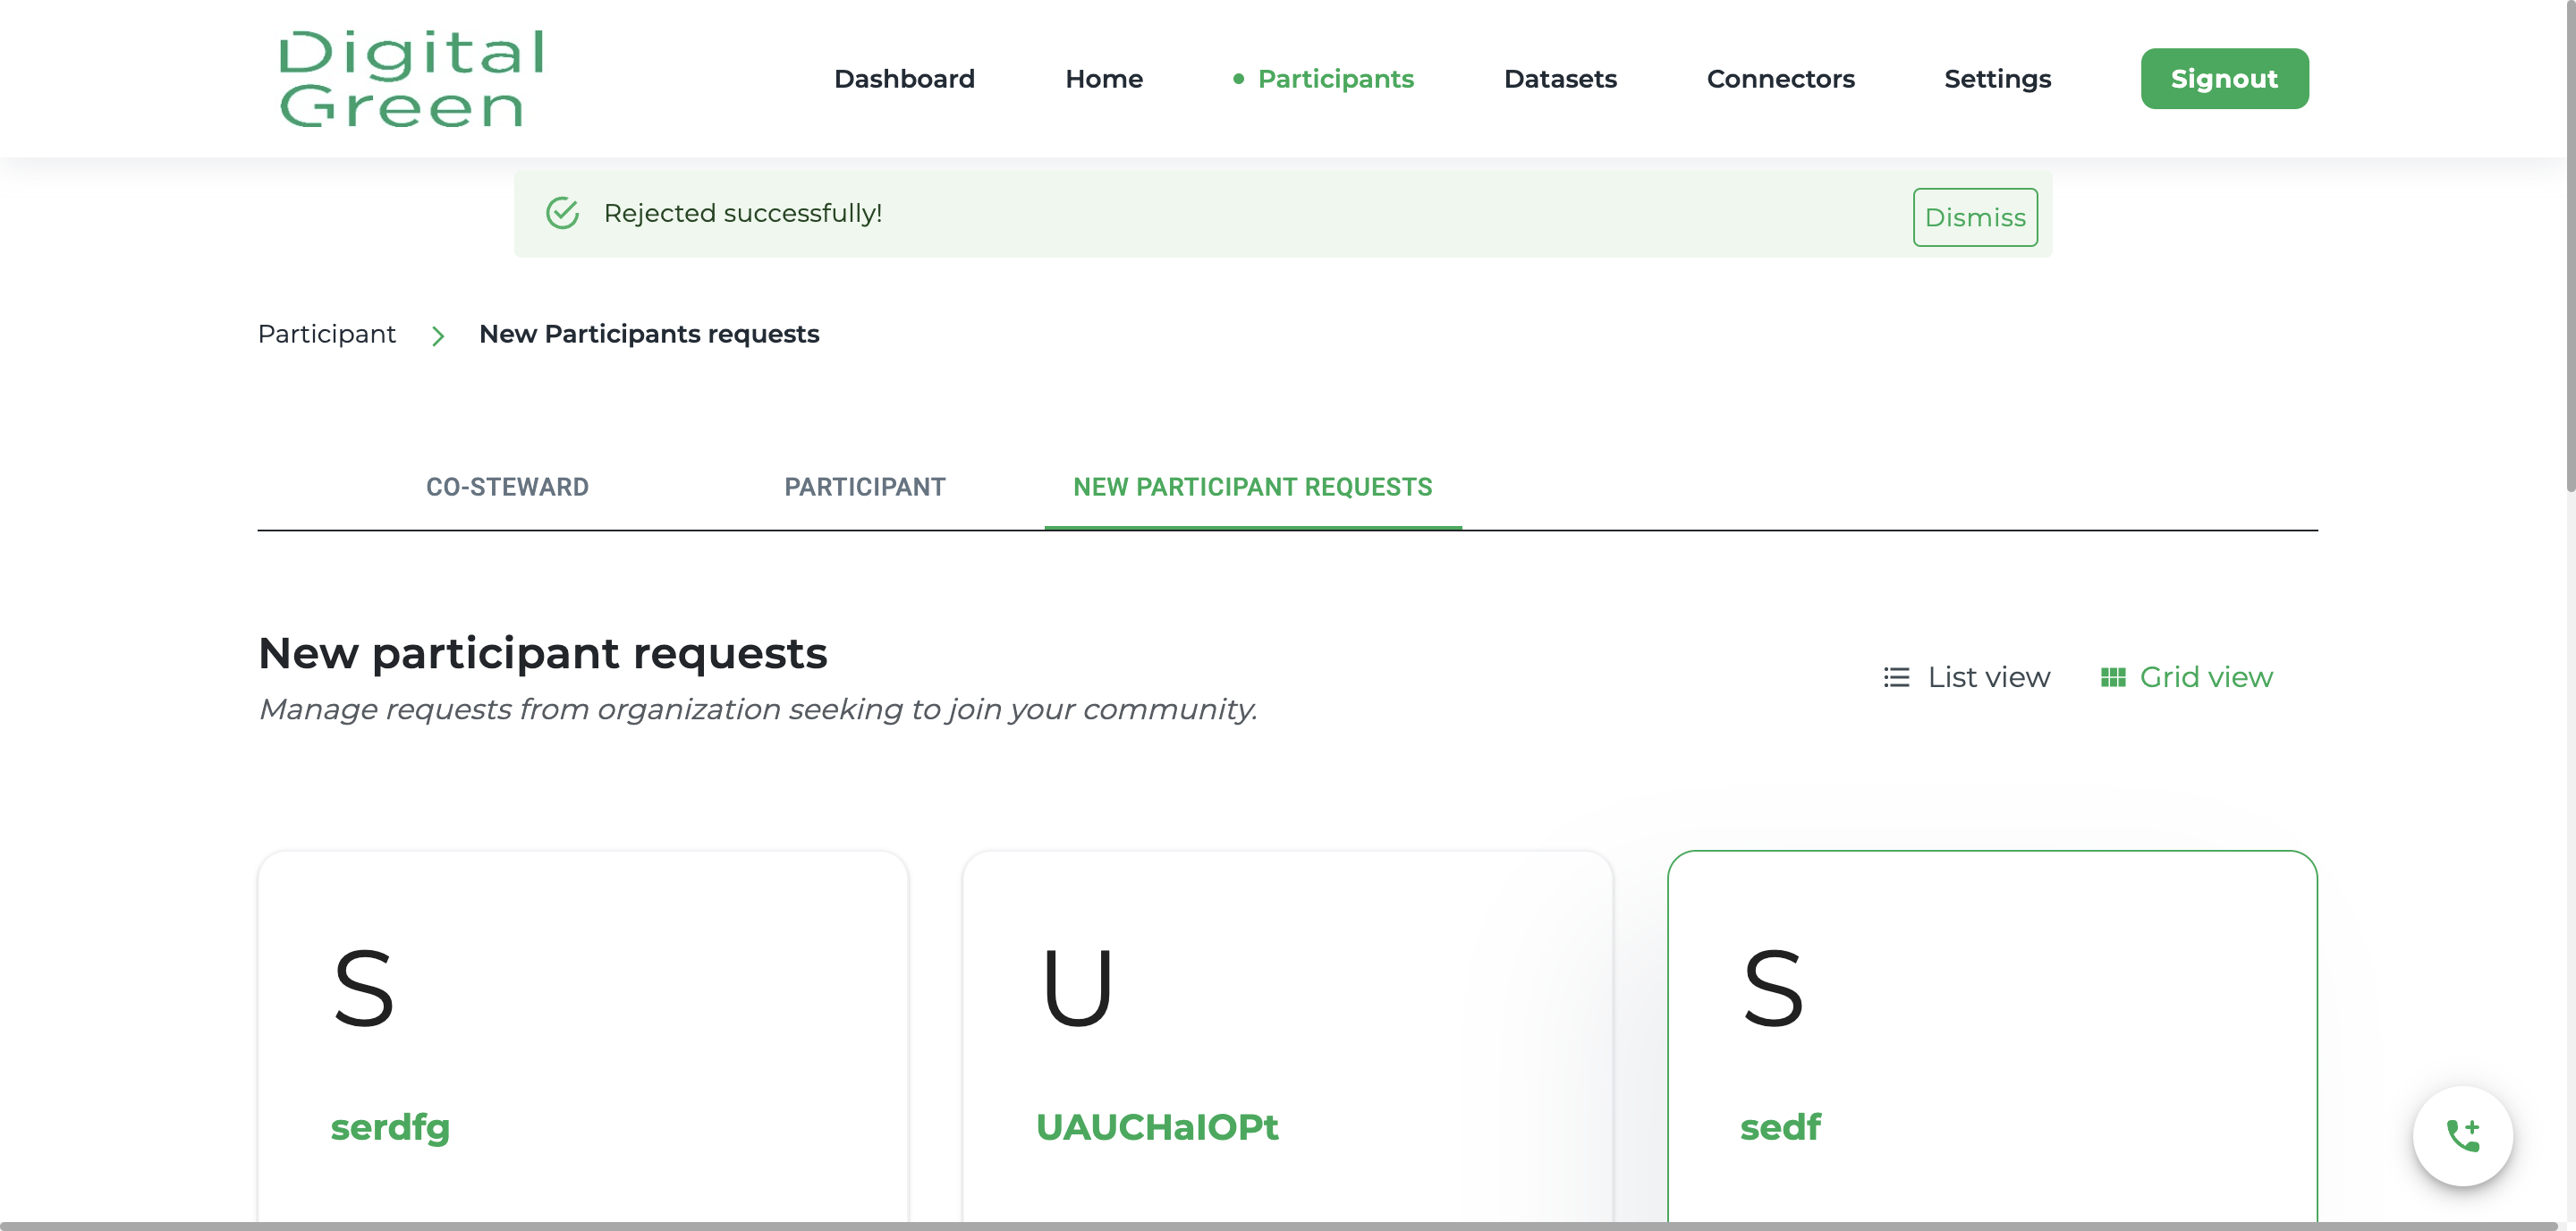 Digital
Green
Dashboard
Home
Participants
Datasets
Connectors
Settings
Signout
Rejected successfully!
Dismiss
Participant
New Participants requests
CO-STEWARD
PARTICIPANT
NEW PARTICIPANT REQUESTS
New participant requests
List view
Grid view
Manage requests from organization seeking to join your community.
S
U
S
serdfg
UAUCHaIOPt
sedf